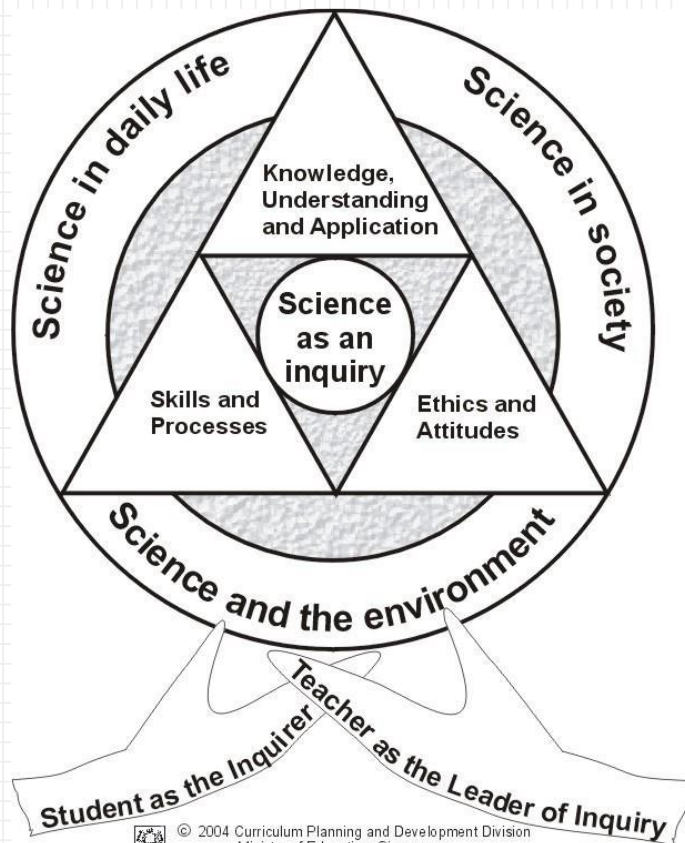 Science in daily life
Science in society
Knowledge,
Understanding
and Application
Science
as an
inquiry
Skills and
Processes
Ethics and
Attitudes
Science and the environment
Student as the Inquirer
Teacher as the Leader of Inquiry
© 2004 Curriculum Planning and Development Division